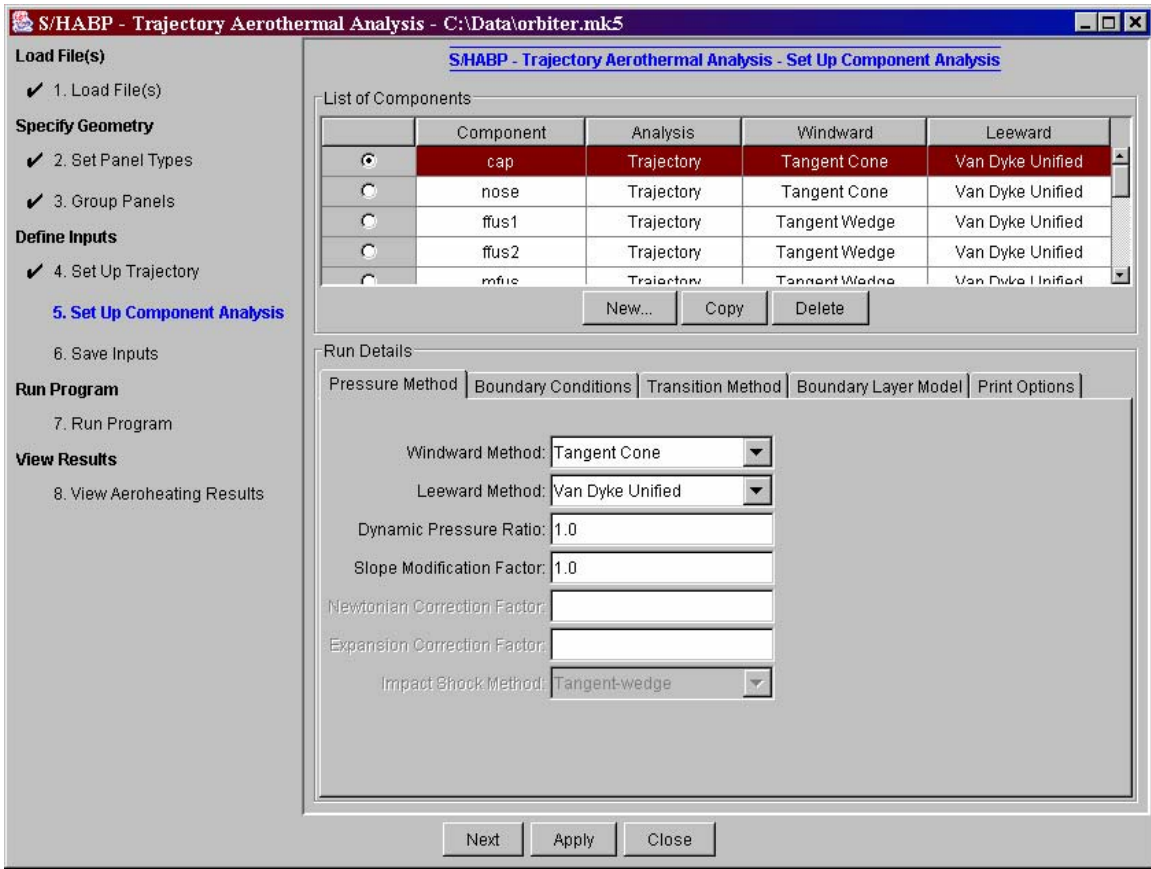 S/HABP - Trajectory Aerothermal Analysis - C:\Data\orbiter.mk5
Load File(s)
✔ 1. Load File(s)
Specify Geometry
✔ 2. Set Panel Types
✔ 3. Group Panels
Define Inputs
✔ 4. Set Up Trajectory
5. Set Up Component Analysis
6. Save Inputs
Run Program
7. Run Program
View Results
8. View Aeroheating Results
S/HABP - Trajectory Aerothermal Analysis - Set Up Component Analysis
List of Components
Component Analysis Windward Leeward
cap Trajectory Tangent Cone Van Dyke Unified
nose Trajectory Tangent Cone Van Dyke Unified
ffus1 Trajectory Tangent Wedge Van Dyke Unified
ffus2 Trajectory Tangent Wedge Van Dyke Unified
mfus Trajectory Tangent Wedge Van Dyke Unified
New... Copy Delete
Run Details
Pressure Method Boundary Conditions Transition Method Boundary Layer Model Print Options
Windward Method: Tangent Cone
Leeward Method: Van Dyke Unified
Dynamic Pressure Ratio: 1.0
Slope Modification Factor: 1.0
Newtonian Correction Factor:
Expansion Correction Factor:
Impact Shock Method: Tangent-wedge
Next Apply Close